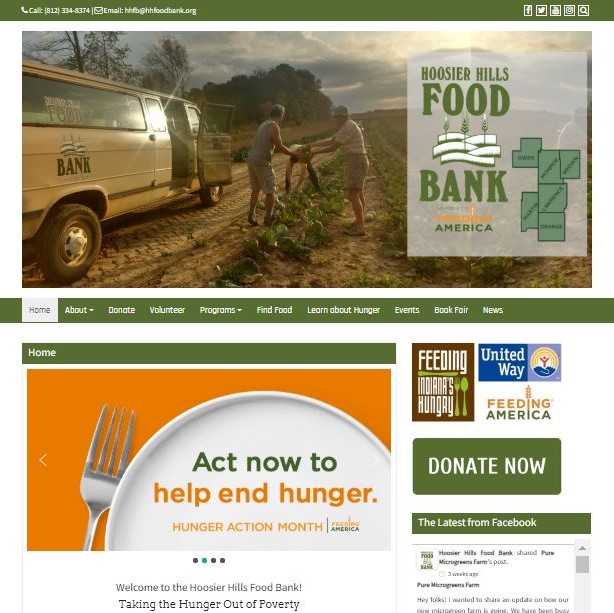 Call: (812) 334-8374 | Email: hhfb@hhfoodbank.org
HOOSIER HILLS
FOOD
BANK
HOOSIER HILLS
FOOD
BANK
FEEDING
AMERICA
OWEN
MONROE
BROWN
MARTIN
LAWRENCE
ORANGE
Home About Donate Volunteer Programs Find Food Learn about Hunger Events Book Fair News
Home
Act now to
help end hunger.
HUNGER ACTION MONTH | FEEDING
AMERICA
Welcome to the Hoosier Hills Food Bank!
Taking the Hunger Out of Poverty
FEEDING
INDIANA'S
HUNGRY
United
Way
FEEDING
AMERICA
DONATE NOW
The Latest from Facebook
Hoosier Hills Food Bank shared Pure
Microgreens Farm's post.
3 weeks ago
Pure Microgreens Farm
Hey folks! I wanted to share an update on how our
new microgreen farm is going. We have been busy